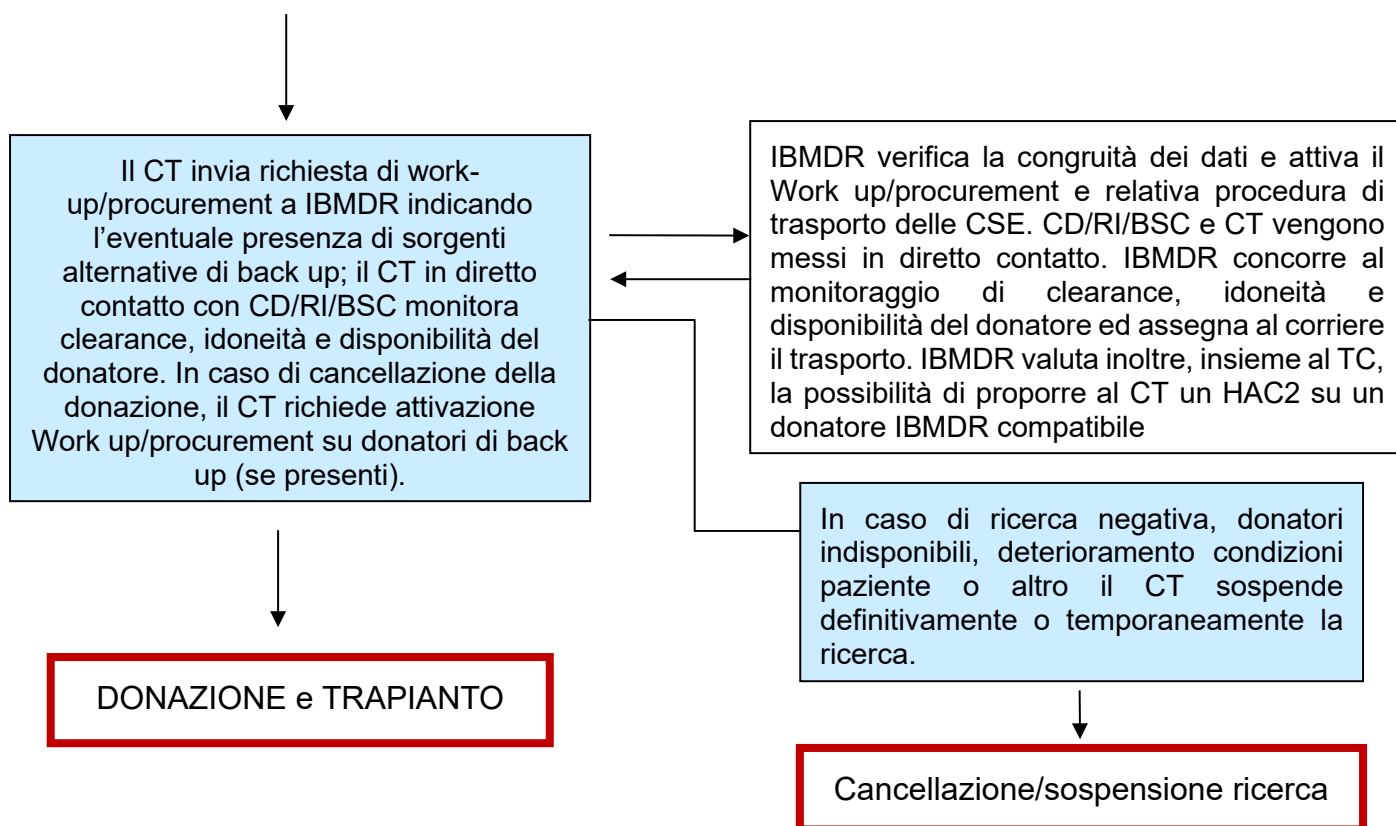 Il CT invia richiesta di work-
up/procurement a IBMDR indicando
l'eventuale presenza di sorgenti
alternative di back up; il CT in diretto
contatto con CD/RI/BSC monitora
clearance, idoneità e disponibilità del
donatore. In caso di cancellazione della
donazione, il CT richiede attivazione
Work up/procurement su donatori di back
up (se presenti).
IBMDR verifica la congruità dei dati e attiva il
Work up/procurement e relativa procedura di
trasporto delle CSE. CD/RI/BSC e CT vengono
messi in diretto contatto. IBMDR concorre al
monitoraggio di clearance, idoneità e
disponibilità del donatore ed assegna al corriere
il trasporto. IBMDR valuta inoltre, insieme al TC,
la possibilità di proporre al CT un HAC2 su un
donatore IBMDR compatibile
In caso di ricerca negativa, donatori
indisponibili, deterioramento condizioni
paziente o altro il CT sospende
definitivamente o temporaneamente la
ricerca.
DONAZIONE e TRAPIANTO
Cancellazione/sospensione ricerca